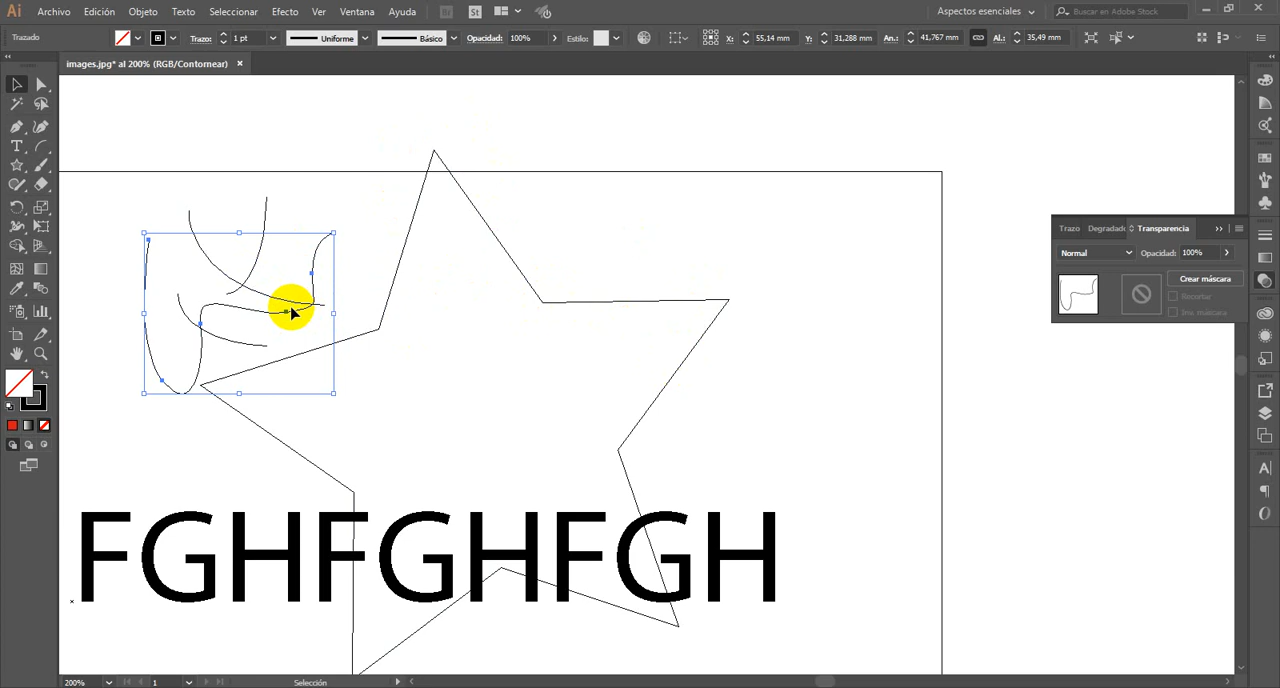 Ai Archivo Edición Objeto Texto Seleccionar Efecto Ver Ventana Ayuda Br St Aspectos esenciales Buscar en Adobe Stock
Trazado Trazo: 1 pt Uniforme Básico Opacidad: 100% Estilo: X: 55,14 mm Y: 31,288 mm An.: 41,767 mm Al.: 35,49 mm
images.jpg* al 200% (RGB/Contornear) ×
Trazo Degradado Transparencia
Normal Opacidad: 100%
Crear máscara
Recortar
Inv. máscara
FGHFGHFGH
200% 1 Selección